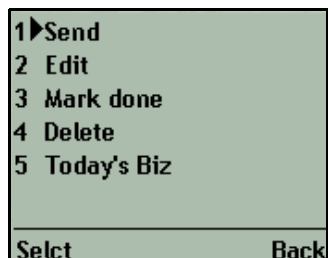 1 Send
2 Edit
3 Mark done
4 Delete
5 Today's Biz
Selct Back